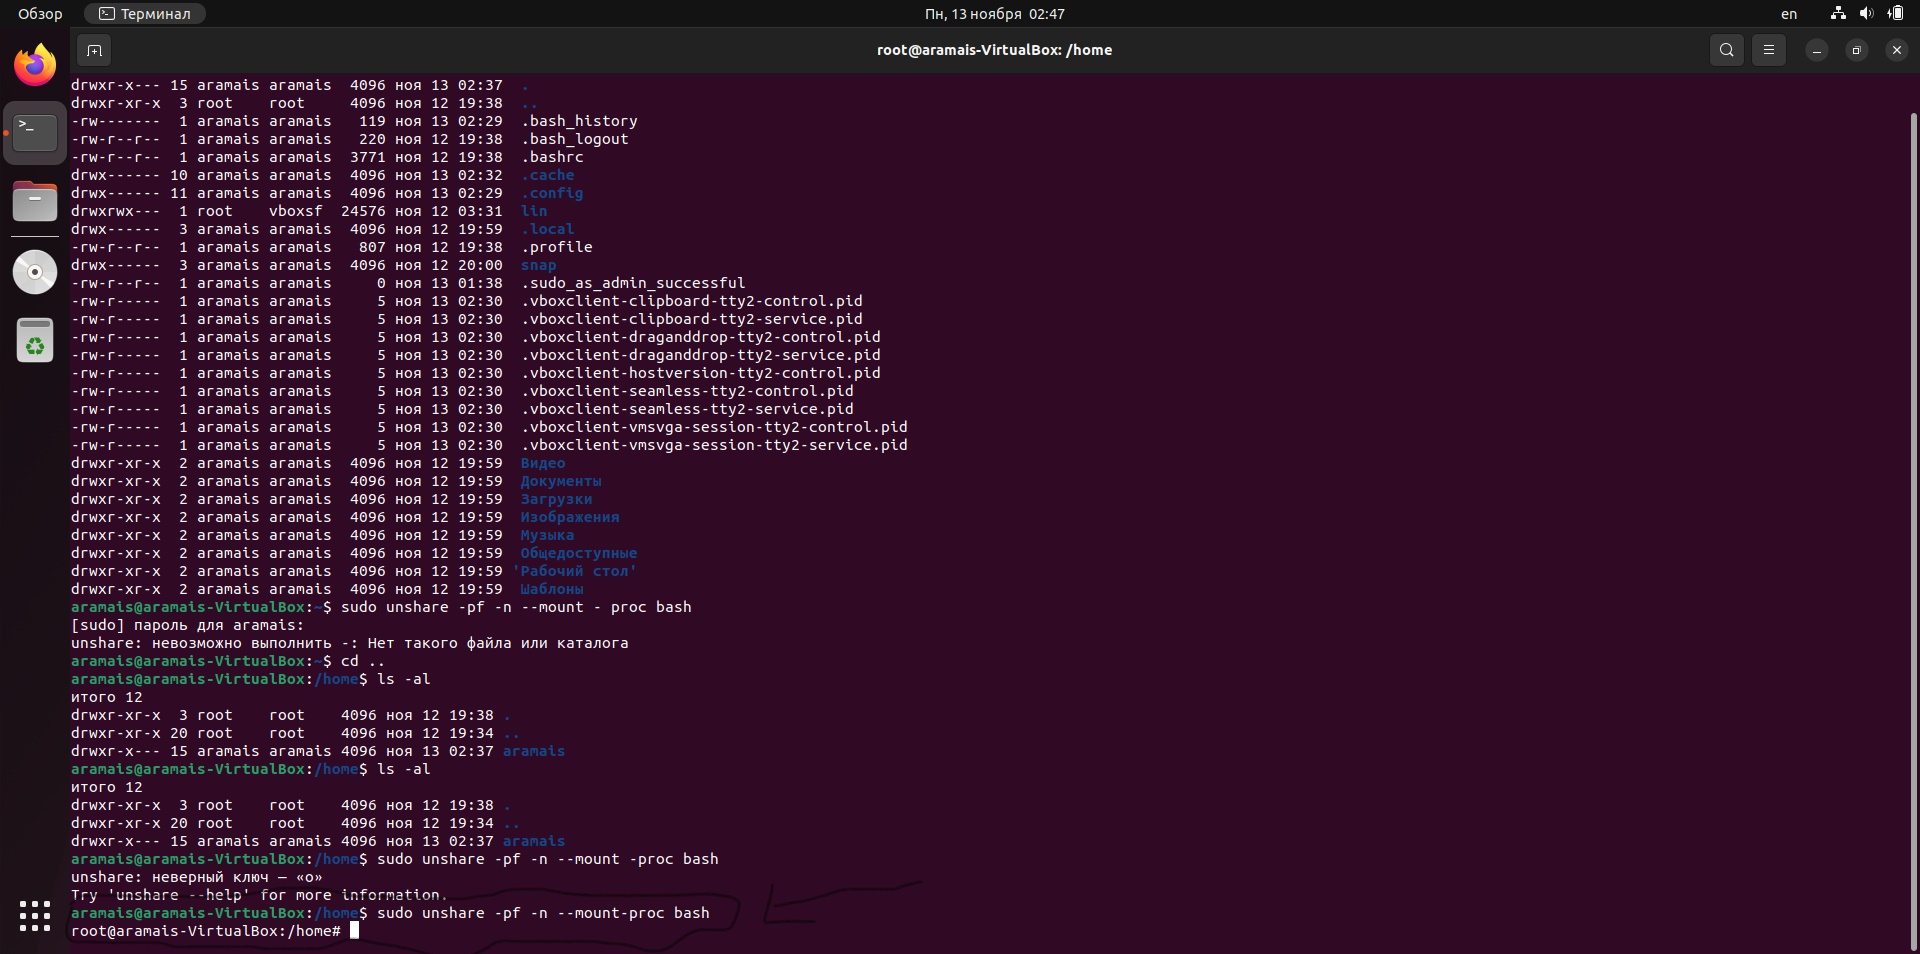 Обзор
Терминал
Пн, 13 ноября 02:47
en
root@aramais-VirtualBox: /home
drwxr-x--- 15 aramais aramais  4096 ноя 13 02:37  .
drwxr-xr-x  3 root    root     4096 ноя 12 19:38  ..
-rw-------  1 aramais aramais   119 ноя 13 02:29  .bash_history
-rw-r--r--  1 aramais aramais   220 ноя 12 19:38  .bash_logout
-rw-r--r--  1 aramais aramais  3771 ноя 12 19:38  .bashrc
drwx------ 10 aramais aramais  4096 ноя 13 02:32  .cache
drwx------ 11 aramais aramais  4096 ноя 13 02:29  .config
drwxrwx---  1 root    vboxsf  24576 ноя 12 03:31  lin
drwx------  3 aramais aramais  4096 ноя 12 19:59  .local
-rw-r--r--  1 aramais aramais   807 ноя 12 19:38  .profile
drwx------  3 aramais aramais  4096 ноя 12 20:00  snap
-rw-r--r--  1 aramais aramais     0 ноя 13 01:38  .sudo_as_admin_successful
-rw-r-----  1 aramais aramais     5 ноя 13 02:30  .vboxclient-clipboard-tty2-control.pid
-rw-r-----  1 aramais aramais     5 ноя 13 02:30  .vboxclient-clipboard-tty2-service.pid
-rw-r-----  1 aramais aramais     5 ноя 13 02:30  .vboxclient-draganddrop-tty2-control.pid
-rw-r-----  1 aramais aramais     5 ноя 13 02:30  .vboxclient-draganddrop-tty2-service.pid
-rw-r-----  1 aramais aramais     5 ноя 13 02:30  .vboxclient-hostversion-tty2-control.pid
-rw-r-----  1 aramais aramais     5 ноя 13 02:30  .vboxclient-seamless-tty2-control.pid
-rw-r-----  1 aramais aramais     5 ноя 13 02:30  .vboxclient-seamless-tty2-service.pid
-rw-r-----  1 aramais aramais     5 ноя 13 02:30  .vboxclient-vmsvga-session-tty2-control.pid
-rw-r-----  1 aramais aramais     5 ноя 13 02:30  .vboxclient-vmsvga-session-tty2-service.pid
drwxr-xr-x  2 aramais aramais  4096 ноя 12 19:59  Видео
drwxr-xr-x  2 aramais aramais  4096 ноя 12 19:59  Документы
drwxr-xr-x  2 aramais aramais  4096 ноя 12 19:59  Загрузки
drwxr-xr-x  2 aramais aramais  4096 ноя 12 19:59  Изображения
drwxr-xr-x  2 aramais aramais  4096 ноя 12 19:59  Музыка
drwxr-xr-x  2 aramais aramais  4096 ноя 12 19:59  Общедоступные
drwxr-xr-x  2 aramais aramais  4096 ноя 12 19:59 'Рабочий стол'
drwxr-xr-x  2 aramais aramais  4096 ноя 12 19:59  Шаблоны
aramais@aramais-VirtualBox:~$ sudo unshare -pf -n --mount - proc bash
[sudo] пароль для aramais:
unshare: невозможно выполнить -: Нет такого файла или каталога
aramais@aramais-VirtualBox:~$ cd ..
aramais@aramais-VirtualBox:/home$ ls -al
итого 12
drwxr-xr-x  3 root    root    4096 ноя 12 19:38 .
drwxr-xr-x 20 root    root    4096 ноя 12 19:34 ..
drwxr-x--- 15 aramais aramais 4096 ноя 13 02:37 aramais
aramais@aramais-VirtualBox:/home$ ls -al
итого 12
drwxr-xr-x  3 root    root    4096 ноя 12 19:38 .
drwxr-xr-x 20 root    root    4096 ноя 12 19:34 ..
drwxr-x--- 15 aramais aramais 4096 ноя 13 02:37 aramais
aramais@aramais-VirtualBox:/home$ sudo unshare -pf -n --mount -proc bash
unshare: неверный ключ — «o»
Try 'unshare --help' for more information.
aramais@aramais-VirtualBox:/home$ sudo unshare -pf -n --mount-proc bash
root@aramais-VirtualBox:/home#